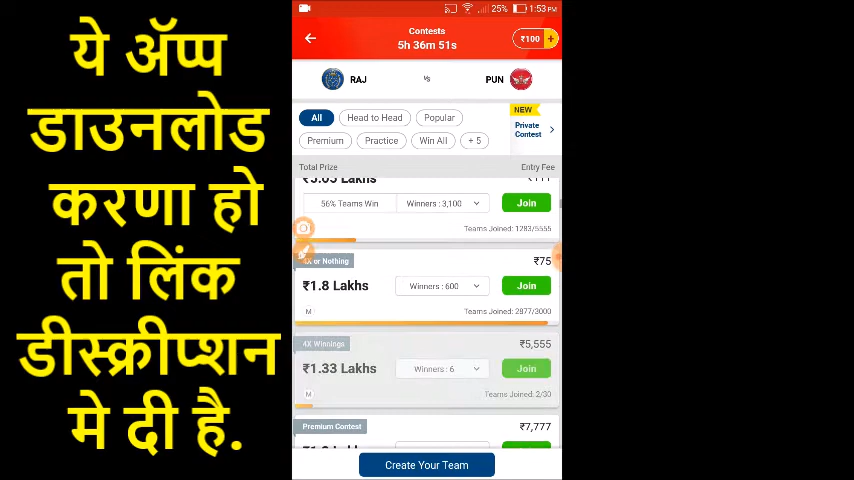 ये ॲप्प
डाउनलोड
करणा हो
तो लिंक
डीस्क्रीप्शन
मे दी है.
25% 1:53 PM
Contests
5h 36m 51s
₹100 +
RAJ
VS
PUN
All
Head to Head
Popular
NEW
Private
Contest
Premium
Practice
Win All
+ 5
Total Prize
Entry Fee
56% Teams Win
Winners : 3,100
Join
Teams Joined: 1283/5555
4X or Nothing
₹75
₹1.8 Lakhs
Winners : 600
Join
M
Teams Joined: 2977/3000
4X Winnings
₹5,555
₹1.33 Lakhs
Winners : 6
Join
M
Teams Joined: 2/30
Premium Contest
₹7,777
Create Your Team